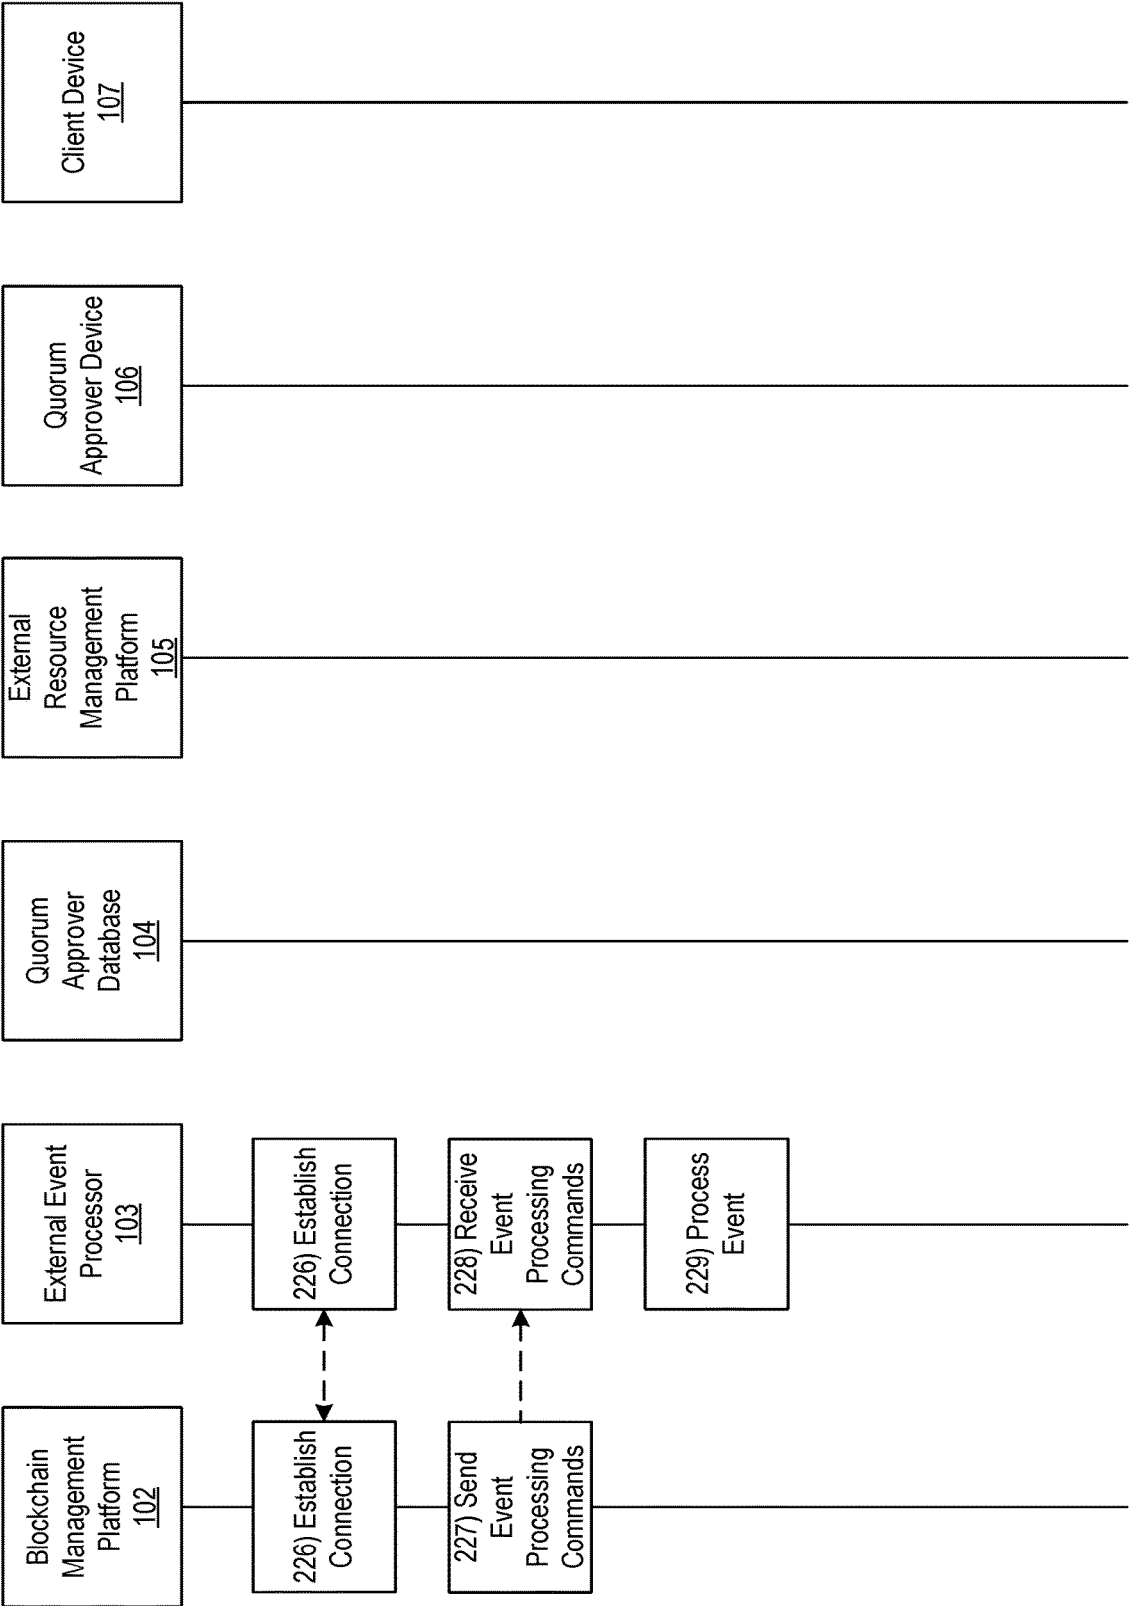 Blockchain
Management
Platform
102
External Event
Processor
103
Quorum
Approver
Database
104
External
Resource
Management
Platform
105
Quorum
Approver Device
106
Client Device
107
226) Establish
Connection
226) Establish
Connection
227) Send
Event
Processing
Commands
228) Receive
Event
Processing
Commands
229) Process
Event